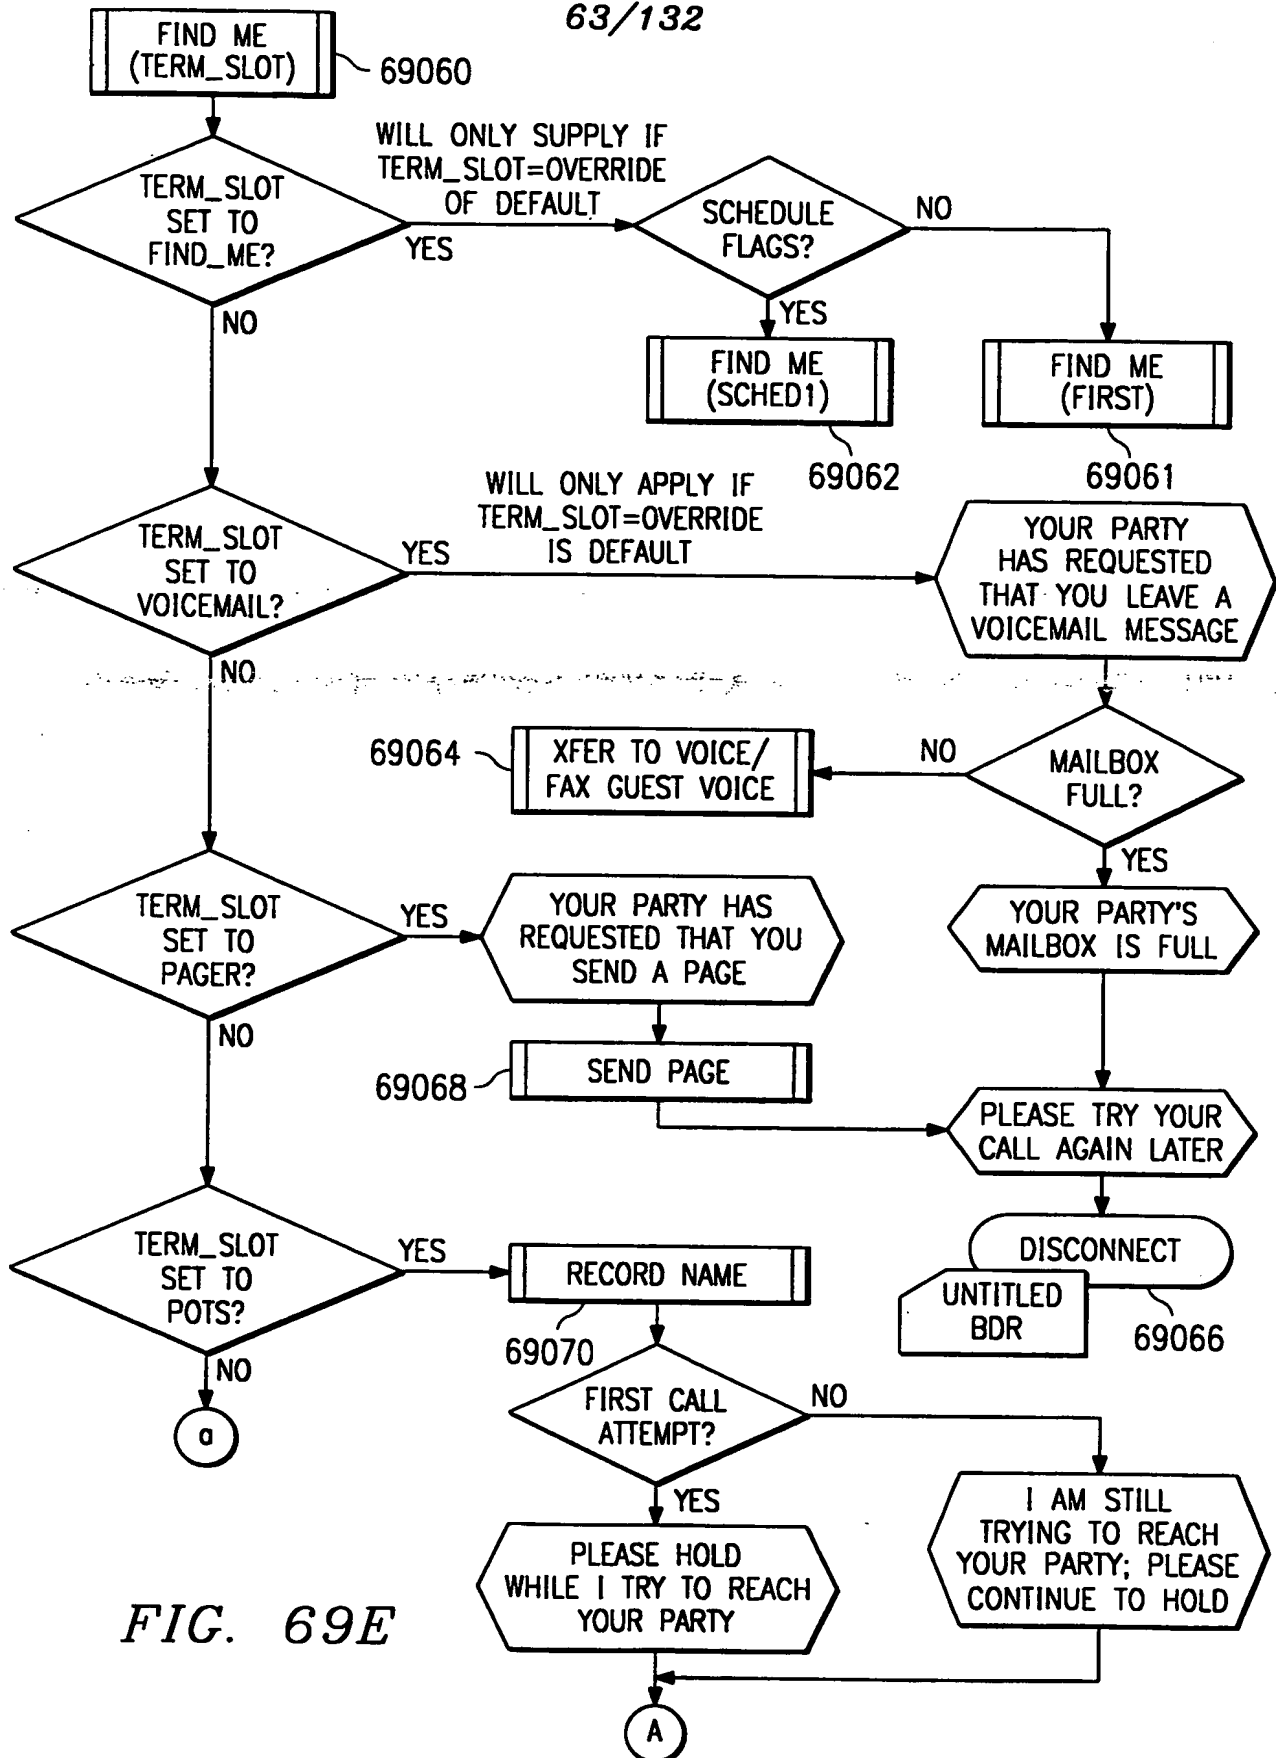 63/132
FIND ME
(TERM_SLOT)
69060
TERM_SLOT
SET TO
FIND_ME?
WILL ONLY SUPPLY IF
TERM_SLOT=OVERRIDE
OF DEFAULT
YES
NO
SCHEDULE
FLAGS?
NO
YES
FIND ME
(SCHED1)
69062
FIND ME
(FIRST)
69061
TERM_SLOT
SET TO
VOICEMAIL?
YES
WILL ONLY APPLY IF
TERM_SLOT=OVERRIDE
IS DEFAULT
NO
YOUR PARTY
HAS REQUESTED
THAT YOU LEAVE A
VOICEMAIL MESSAGE
MAILBOX
FULL?
NO
69064
XFER TO VOICE/
FAX GUEST VOICE
YES
YOUR PARTY'S
MAILBOX IS FULL
TERM_SLOT
SET TO
PAGER?
YES
NO
YOUR PARTY HAS
REQUESTED THAT YOU
SEND A PAGE
69068
SEND PAGE
PLEASE TRY YOUR
CALL AGAIN LATER
DISCONNECT
UNTITLED
BDR
69066
TERM_SLOT
SET TO
POTS?
YES
NO
a
RECORD NAME
69070
FIRST CALL
ATTEMPT?
NO
YES
PLEASE HOLD
WHILE I TRY TO REACH
YOUR PARTY
I AM STILL
TRYING TO REACH
YOUR PARTY; PLEASE
CONTINUE TO HOLD
A
FIG. 69E